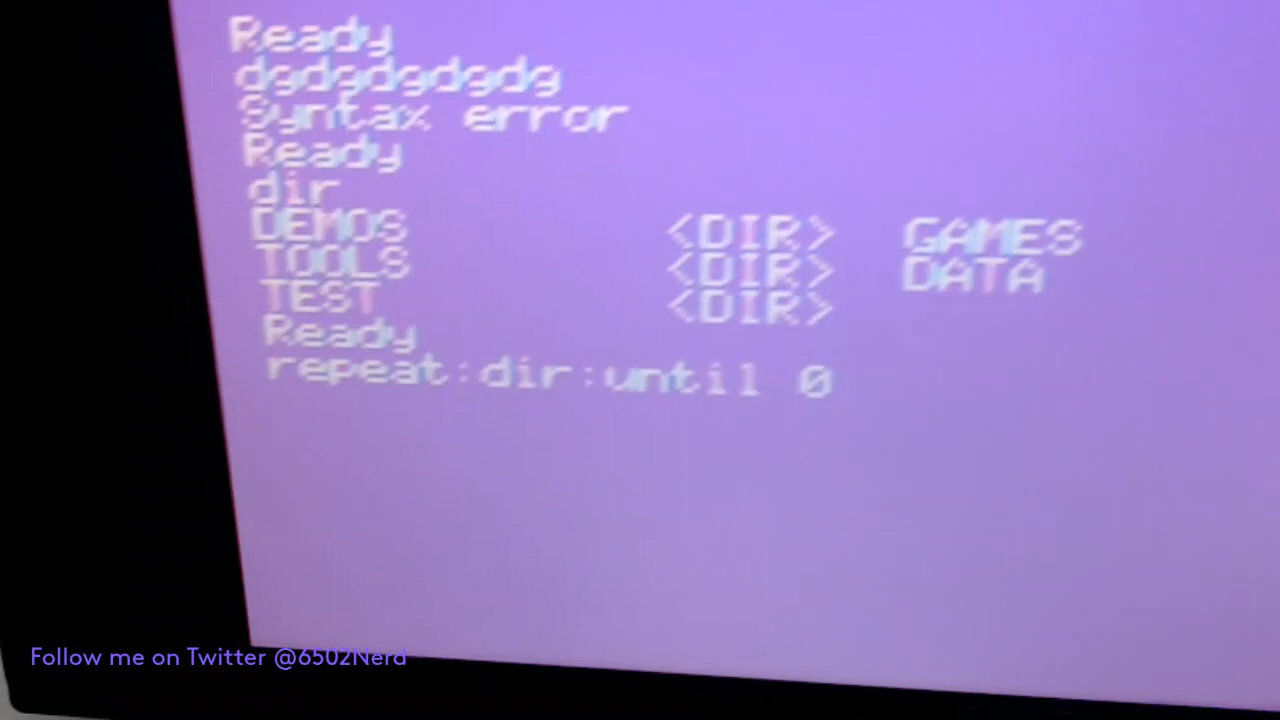 Ready
dgdgdgdgdg
Syntax error
Ready
dir
DEMOS <DIR> GAMES
TOOLS <DIR> DATA
TEST <DIR>
Ready
repeat:dir:until 0
Follow me on Twitter @6502Nerd